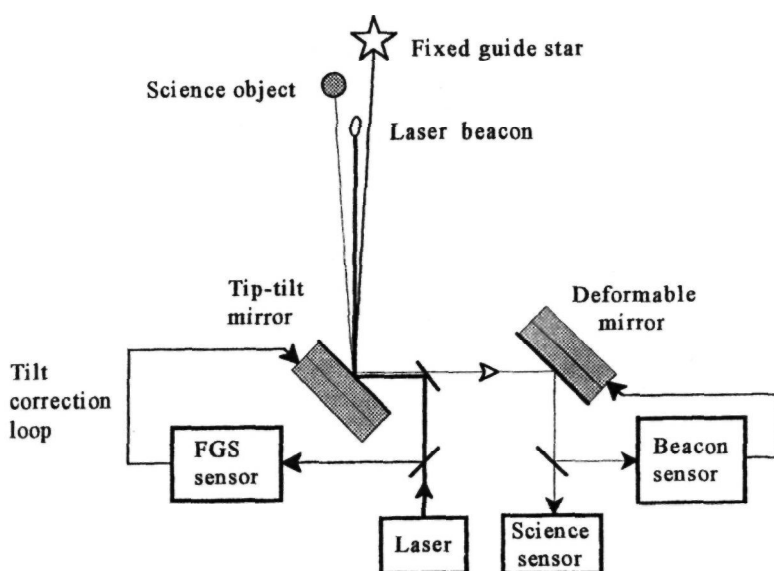 Fixed guide star
Science object
Laser beacon
Tip-tilt
mirror
Deformable
mirror
Tilt
correction
loop
FGS
sensor
Beacon
sensor
Laser
Science
sensor